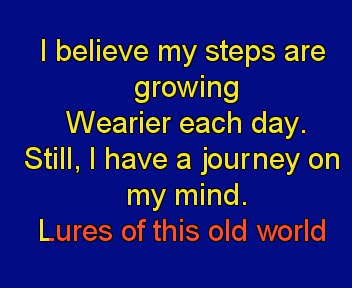 I believe my steps are
growing
Wearier each day.
Still, I have a journey on
my mind.
Lures of this old world